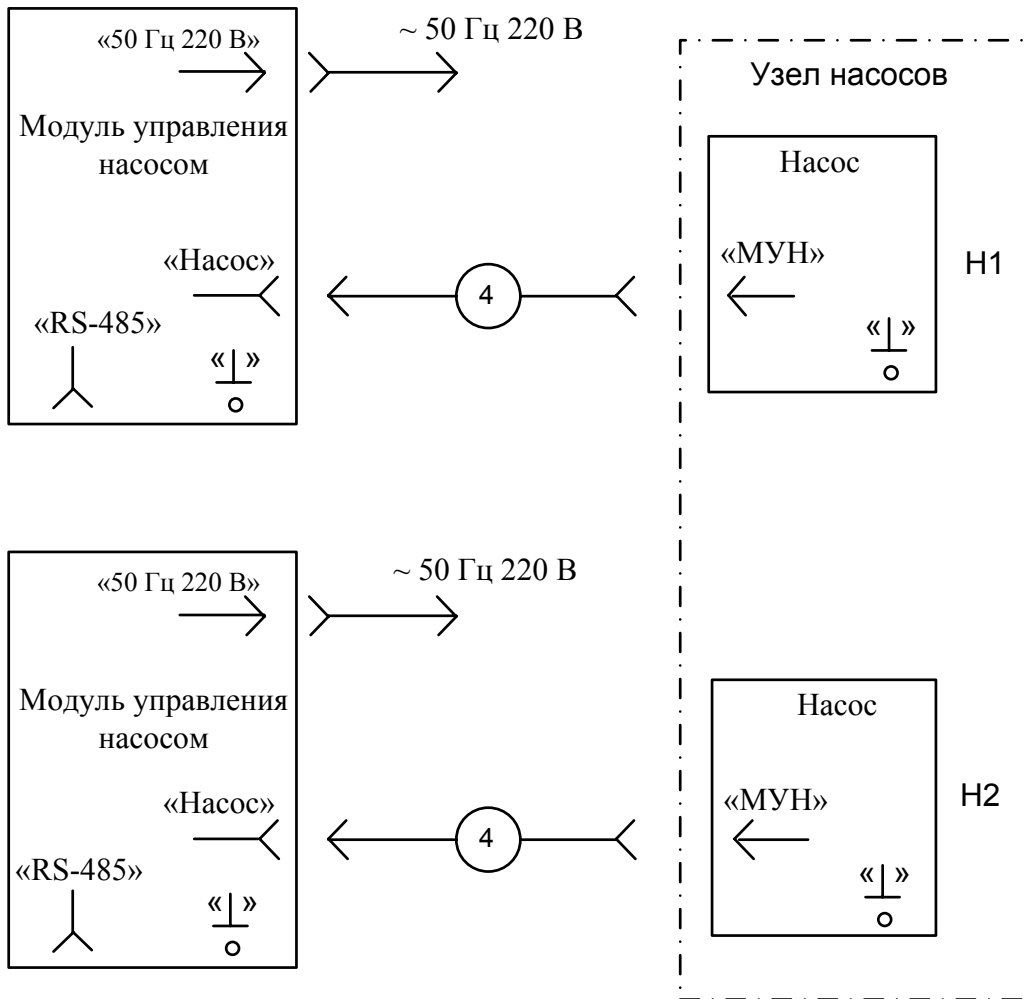 «50 Гц 220 В»
~ 50 Гц 220 В
Модуль управления
насосом
«Насос»
4
«RS-485»
« »
Узел насосов
Насос
«МУН»
Н1
« »
«50 Гц 220 В»
~ 50 Гц 220 В
Модуль управления
насосом
«Насос»
4
«RS-485»
« »
Насос
«МУН»
Н2
« »